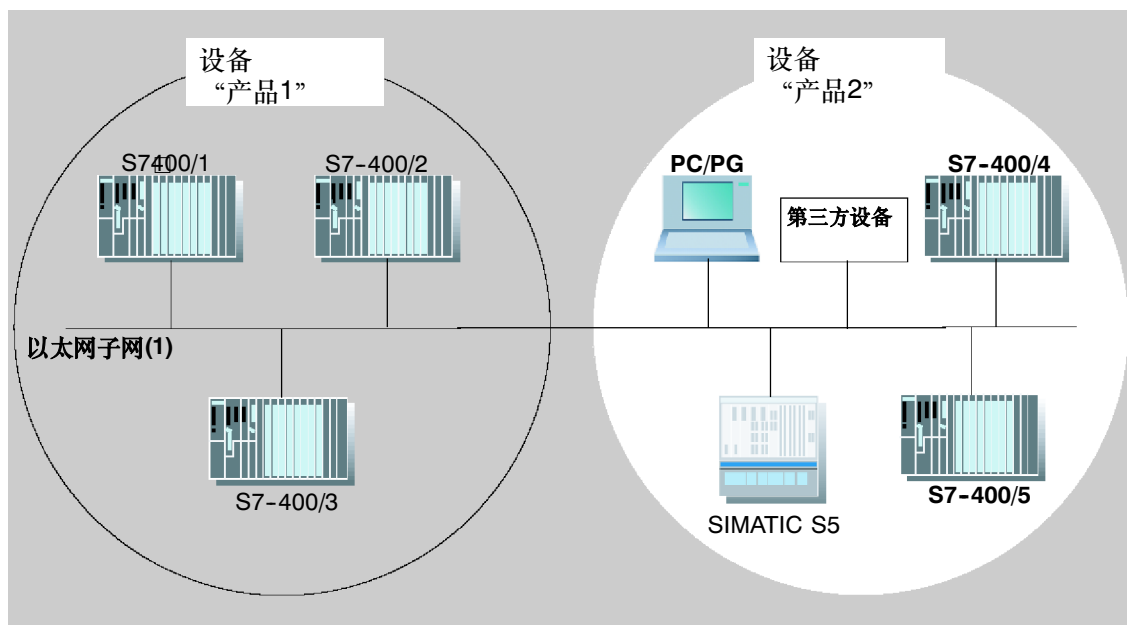 设备
“产品1”
设备
“产品2”
S7400/1
S7-400/2
PC/PG
第三方设备
S7-400/4
以太网子网(1)
S7-400/3
SIMATIC S5
S7-400/5